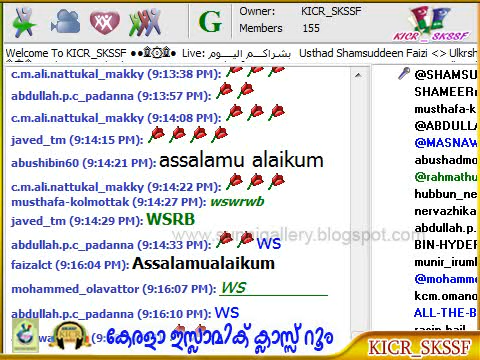 G
Owner: KICR_SKSSF
Members 155
KICR_SKSSF
Welcome To KICR_SKSSF Live: بشراكم اليوم Usthad Shamsuddeen Faizi <> Ulkrsh
c.m.ali.nattukal_makky (9:13:38 PM):
abdullah.p.c_padanna (9:13:57 PM):
c.m.ali.nattukal_makky (9:14:08 PM):
javed_tm (9:14:15 PM):
abushibin60 (9:14:21 PM): assalamu alaikum
c.m.ali.nattukal_makky (9:14:22 PM):
musthafa-kolmottak (9:14:27 PM): wswrwb
javed_tm (9:14:29 PM): WSRB
abdullah.p.c_padanna (9:14:33 PM): WS
faizalct (9:16:04 PM): Assalamualaikum
mohammed_olavattor (9:16:07 PM): WS
abdullah.p.c_padanna (9:16:10 PM): WS
@SHAMSU
SHAMEER
musthafa-k
@ABDULLA
@MASNAW
abushadmo
@rahmathu
hubbun_ne
nervazhika
abdullah.p.
BIN-HYDER
munir_iruml
@mohamme
kcm.omano
ALL-THE-B
www.sunnigallery.blogspot.com
KICR
കേരളാ ഇസ്ലാമിക് ക്ലാസ്സ് റൂം
KICR_SKSSF